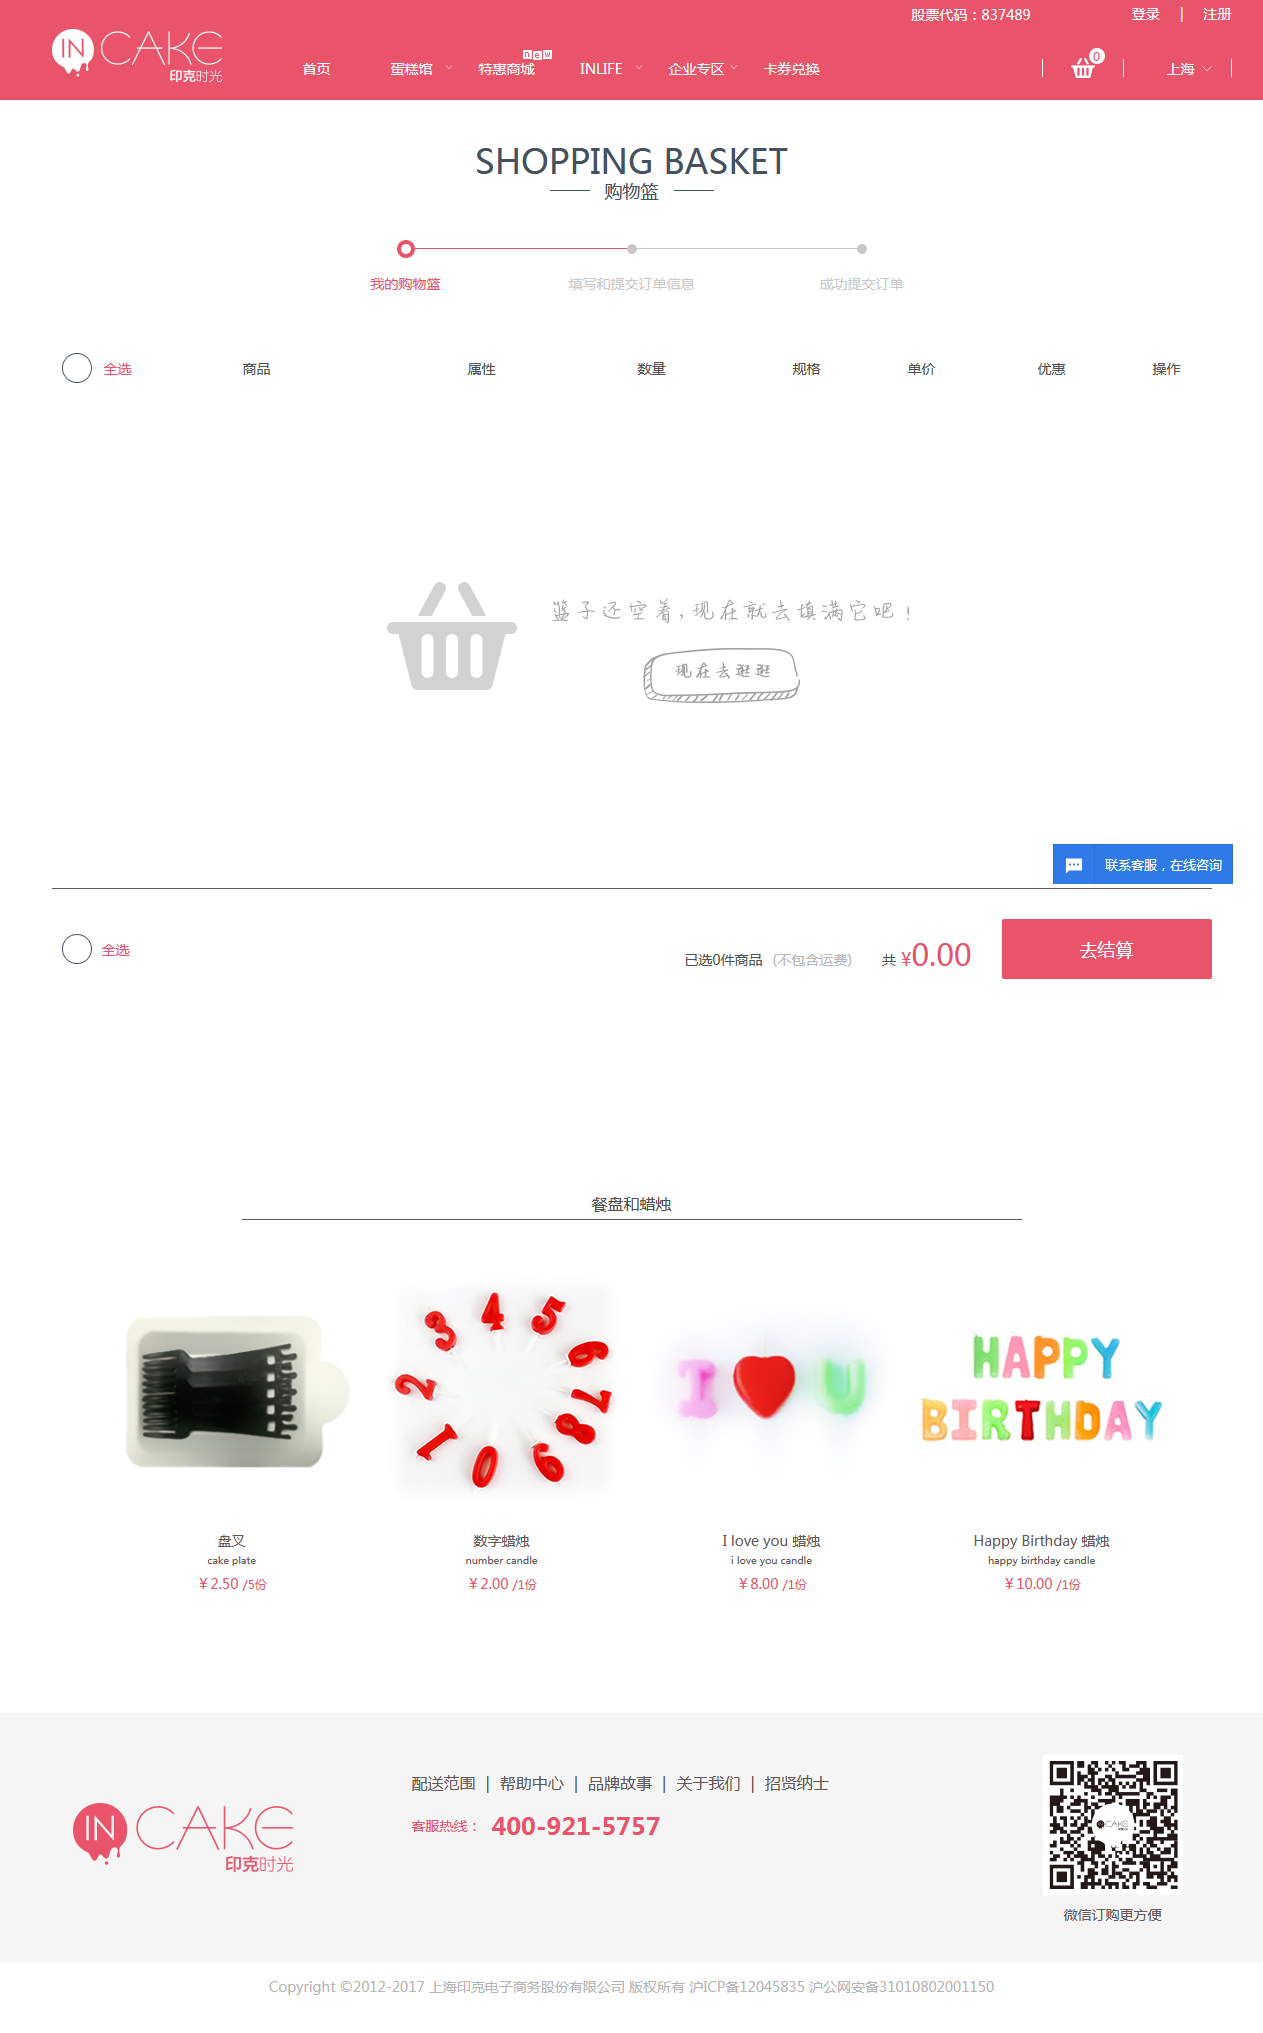 股票代码：837489
登录 | 注册
IN CAKE
印克时光
首页
蛋糕馆
特惠商城
new
INLIFE
企业专区
卡券兑换
0
上海
SHOPPING BASKET
购物篮
我的购物篮
填写和提交订单信息
成功提交订单
全选
商品
属性
数量
规格
单价
优惠
操作
篮子还空着,现在就去填满它吧!
现在去逛逛
联系客服，在线咨询
全选
已选0件商品 (不包含运费)
共 ¥0.00
去结算
餐盘和蜡烛
3 4 5 6 7 8 9 0 1 2
I U
HAPPY
BIRTHDAY
盘叉
cake plate
¥ 2.50 /5份
数字蜡烛
number candle
¥ 2.00 /1份
I love you 蜡烛
i love you candle
¥ 8.00 /1份
Happy Birthday 蜡烛
happy birthday candle
¥ 10.00 /1份
IN CAKE
印克时光
配送范围 | 帮助中心 | 品牌故事 | 关于我们 | 招贤纳士
客服热线： 400-921-5757
IN CAKE
微信订购更方便
Copyright ©2012-2017 上海印克电子商务股份有限公司 版权所有 沪ICP备12045835 沪公网安备31010802001150